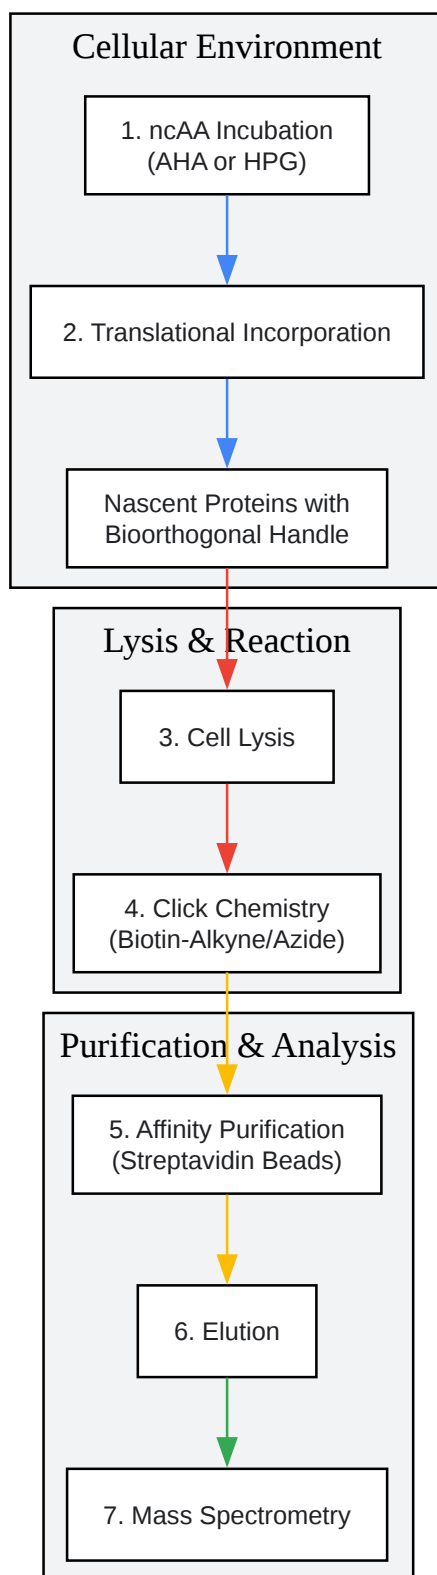 Cellular Environment
1. ncAA Incubation
(AHA or HPG)
2. Translational Incorporation
Nascent Proteins with
Bioorthogonal Handle
Lysis & Reaction
3. Cell Lysis
4. Click Chemistry
(Biotin-Alkyne/Azide)
Purification & Analysis
5. Affinity Purification
(Streptavidin Beads)
6. Elution
7. Mass Spectrometry